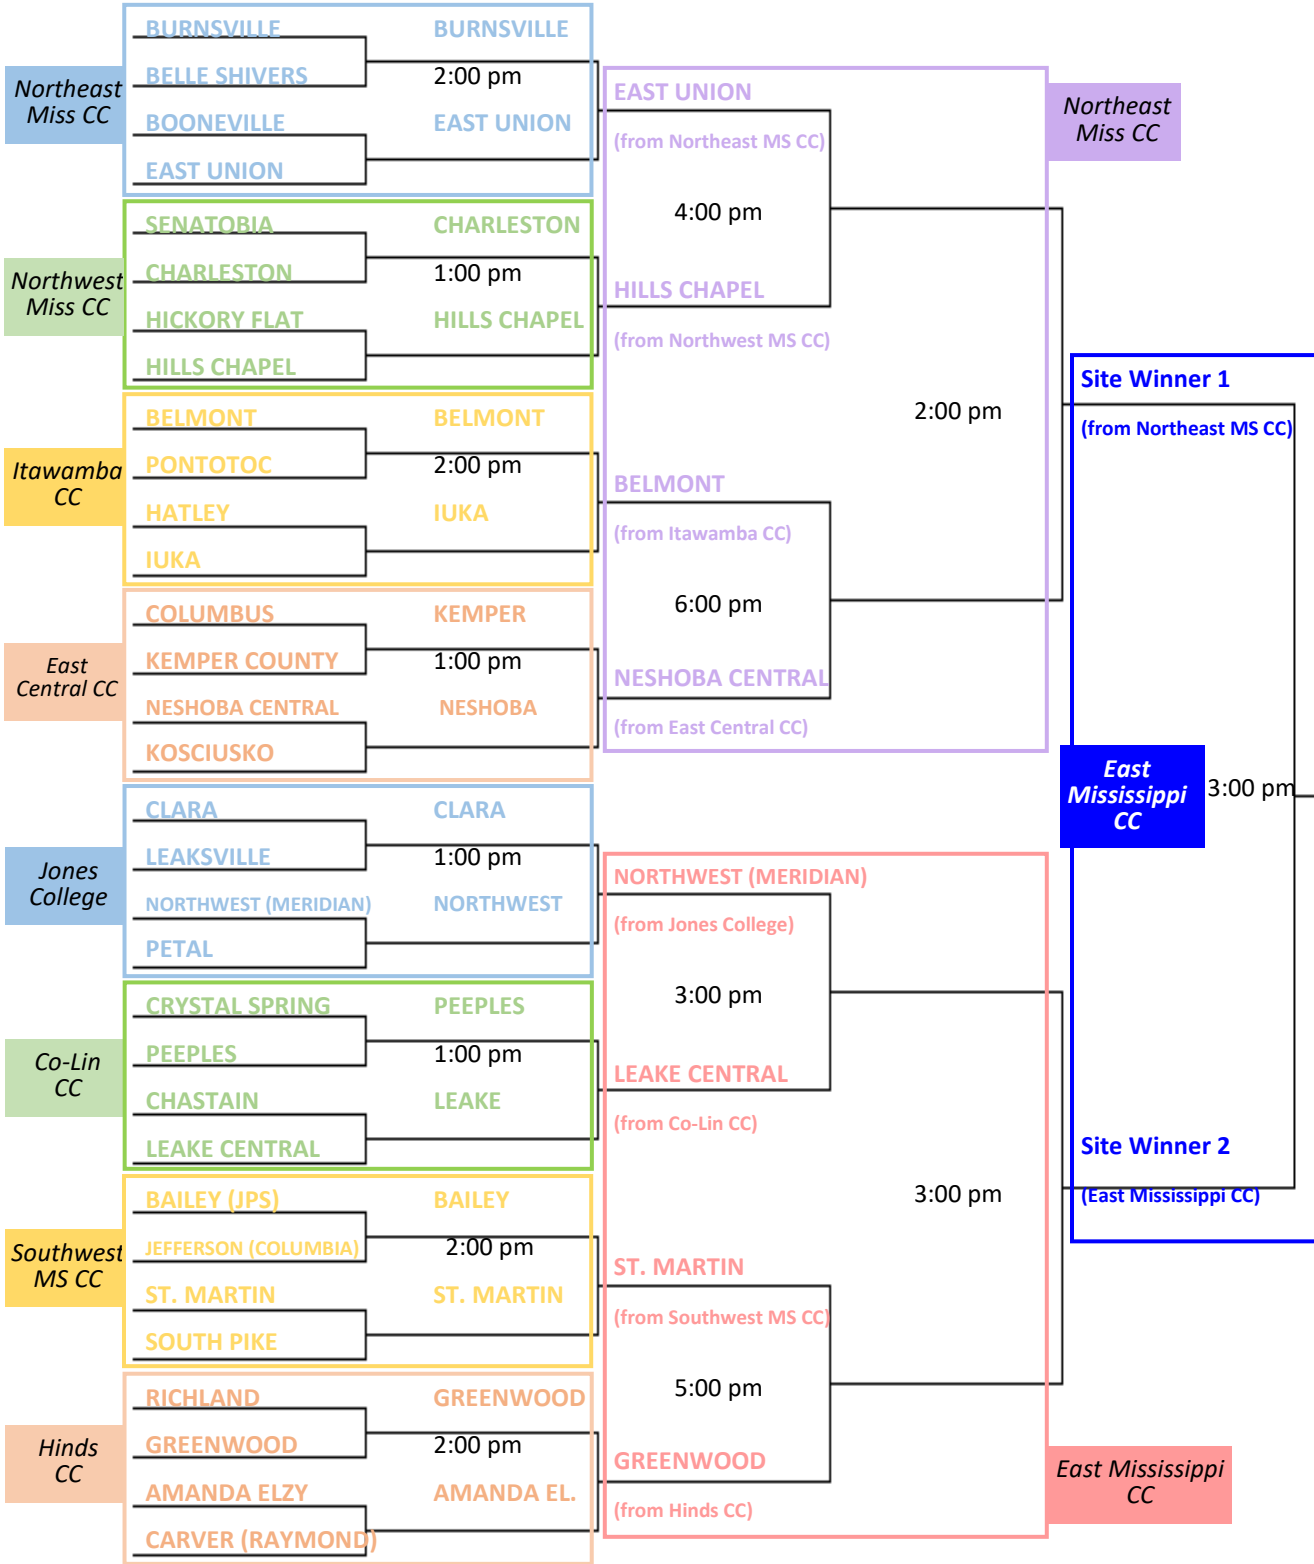 Northeast
Miss CC
BURNSVILLE
BELLE SHIVERS
BOONEVILLE
EAST UNION
BURNSVILLE
2:00 pm
EAST UNION
Northwest
Miss CC
SENATOBIA
CHARLESTON
HICKORY FLAT
HILLS CHAPEL
CHARLESTON
1:00 pm
HILLS CHAPEL
Itawamba
CC
BELMONT
PONTOTOC
HATLEY
IUKA
BELMONT
2:00 pm
IUKA
East
Central CC
COLUMBUS
KEMPER COUNTY
NESHOBA CENTRAL
KOSCIUSKO
KEMPER
1:00 pm
NESHOBA
Jones
College
CLARA
LEAKSVILLE
NORTHWEST (MERIDIAN)
PETAL
CLARA
1:00 pm
NORTHWEST
Co-Lin
CC
CRYSTAL SPRING
PEEPLES
CHASTAIN
LEAKE CENTRAL
PEEPLES
1:00 pm
LEAKE
Southwest
MS CC
BAILEY (JPS)
JEFFERSON (COLUMBIA)
ST. MARTIN
SOUTH PIKE
BAILEY
2:00 pm
ST. MARTIN
Hinds
CC
RICHLAND
GREENWOOD
AMANDA ELZY
CARVER (RAYMOND)
GREENWOOD
2:00 pm
AMANDA EL.
EAST UNION
(from Northeast MS CC)
4:00 pm
HILLS CHAPEL
(from Northwest MS CC)
BELMONT
(from Itawamba CC)
6:00 pm
NESHOBA CENTRAL
(from East Central CC)
Northeast
Miss CC
2:00 pm
NORTHWEST (MERIDIAN)
(from Jones College)
3:00 pm
LEAKE CENTRAL
(from Co-Lin CC)
ST. MARTIN
(from Southwest MS CC)
5:00 pm
GREENWOOD
(from Hinds CC)
3:00 pm
East Mississippi
CC
Site Winner 1
(from Northeast MS CC)
East
Mississippi
CC
3:00 pm
Site Winner 2
(East Mississippi CC)